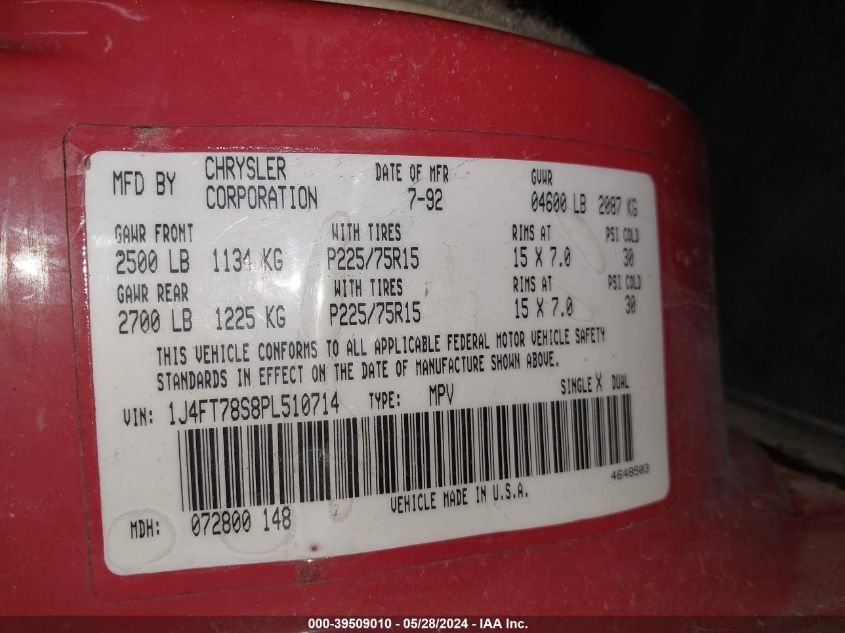 MFD BY CHRYSLER CORPORATION DATE OF MFR 7-92 GVWR 04600 LB 2087 KG
GAWR FRONT WITH TIRES RIMS AT PSI COLD
2500 LB 1134 KG P225/75R15 15 X 7.0 30
GAWR REAR WITH TIRES RIMS AT PSI COLD
2700 LB 1225 KG P225/75R15 15 X 7.0 30
THIS VEHICLE CONFORMS TO ALL APPLICABLE FEDERAL MOTOR VEHICLE SAFETY
STANDARDS IN EFFECT ON THE DATE OF MANUFACTURE SHOWN ABOVE.
VIN: 1J4FT78S8PL510714 TYPE: MPV SINGLE X DUAL
4648503
VEHICLE MADE IN U.S.A.
MDH: 072800 148
000-39509010 - 05/28/2024 - IAA Inc.